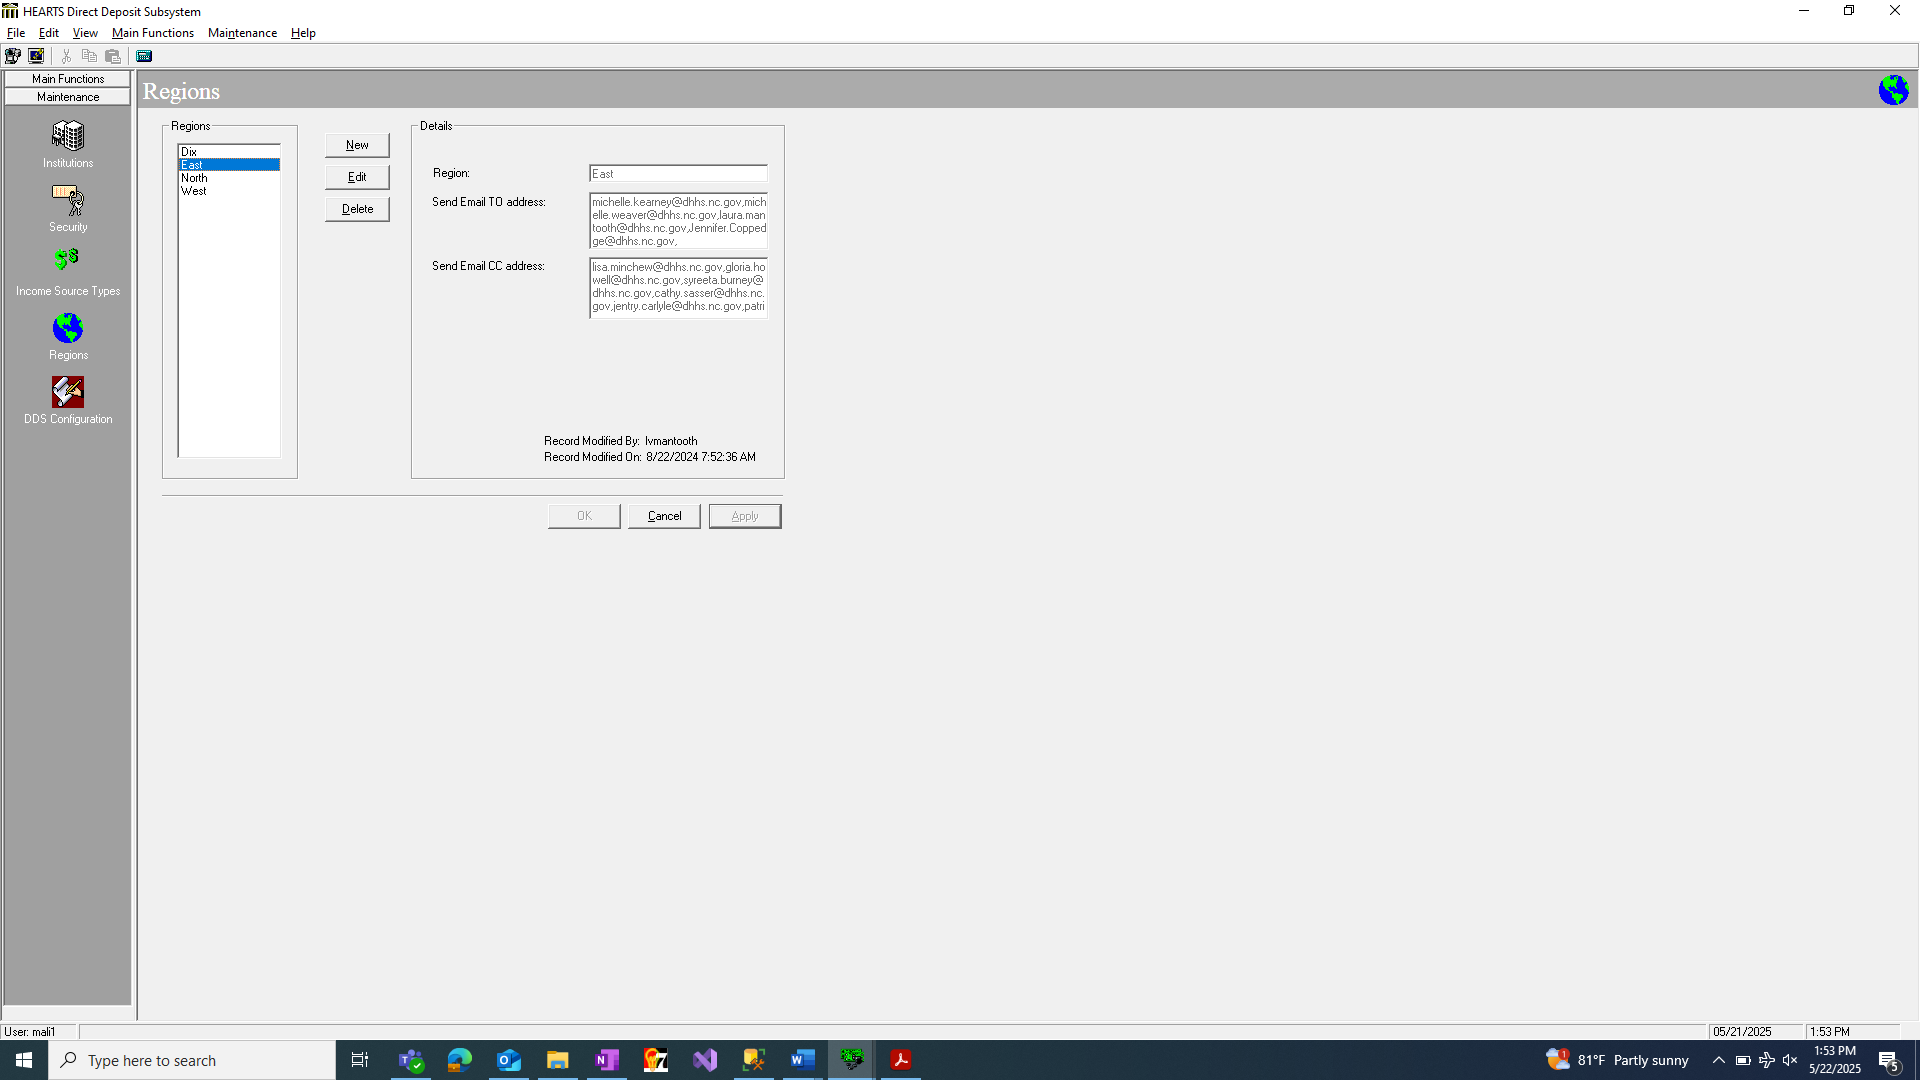 HEARTS Direct Deposit Subsystem
File Edit View Main Functions Maintenance Help
Main Functions
Maintenance
Institutions
Security
Income Source Types
Regions
DDS Configuration
Regions
Regions
Dix
East
North
West
New
Edit
Delete
Details
Region:
East
Send Email TO address:
michelle.kearney@dhhs.nc.gov,mich
elle.weaver@dhhs.nc.gov,laura.man
tooth@dhhs.nc.gov,Jennifer.Copped
ge@dhhs.nc.gov,
Send Email CC address:
lisa.minchew@dhhs.nc.gov,gloria.ho
well@dhhs.nc.gov,syreeta.burney@
dhhs.nc.gov,cathy.sasser@dhhs.nc.
gov,jentry.carlyle@dhhs.nc.gov,patri
Record Modified By: lvmantooth
Record Modified On: 8/22/2024 7:52:36 AM
OK Cancel Apply
User: mali1
05/21/2025 1:53 PM
Type here to search
81°F Partly sunny
1:53 PM
5/22/2025
5